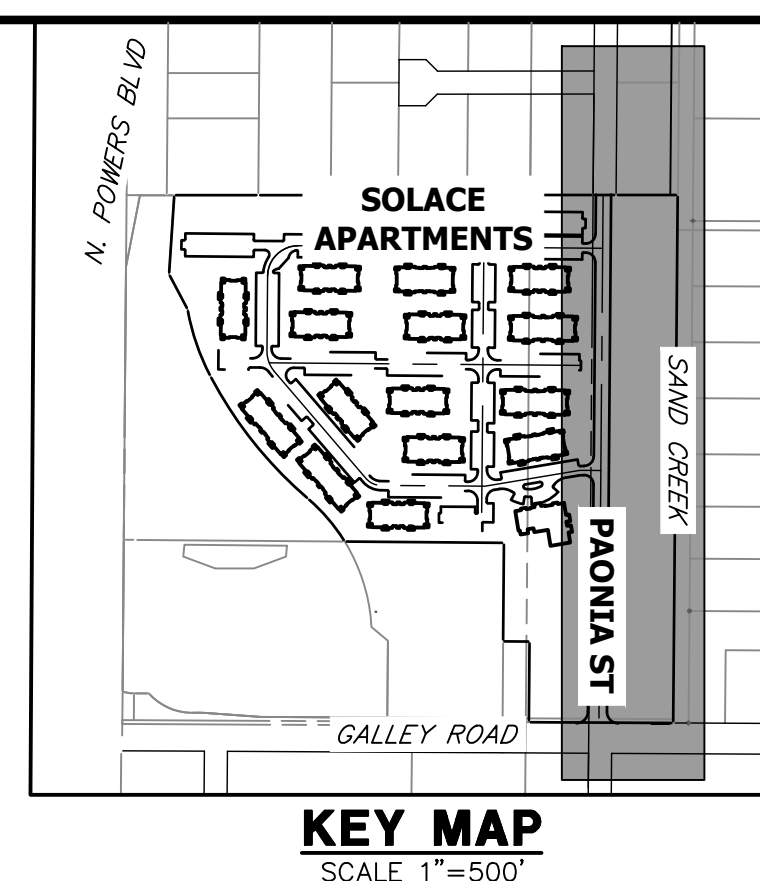 N. POWERS BLVD
SOLACE
APARTMENTS
SAND CREEK
PAONIA ST
GALLEY ROAD
KEY MAP
SCALE 1"=500'